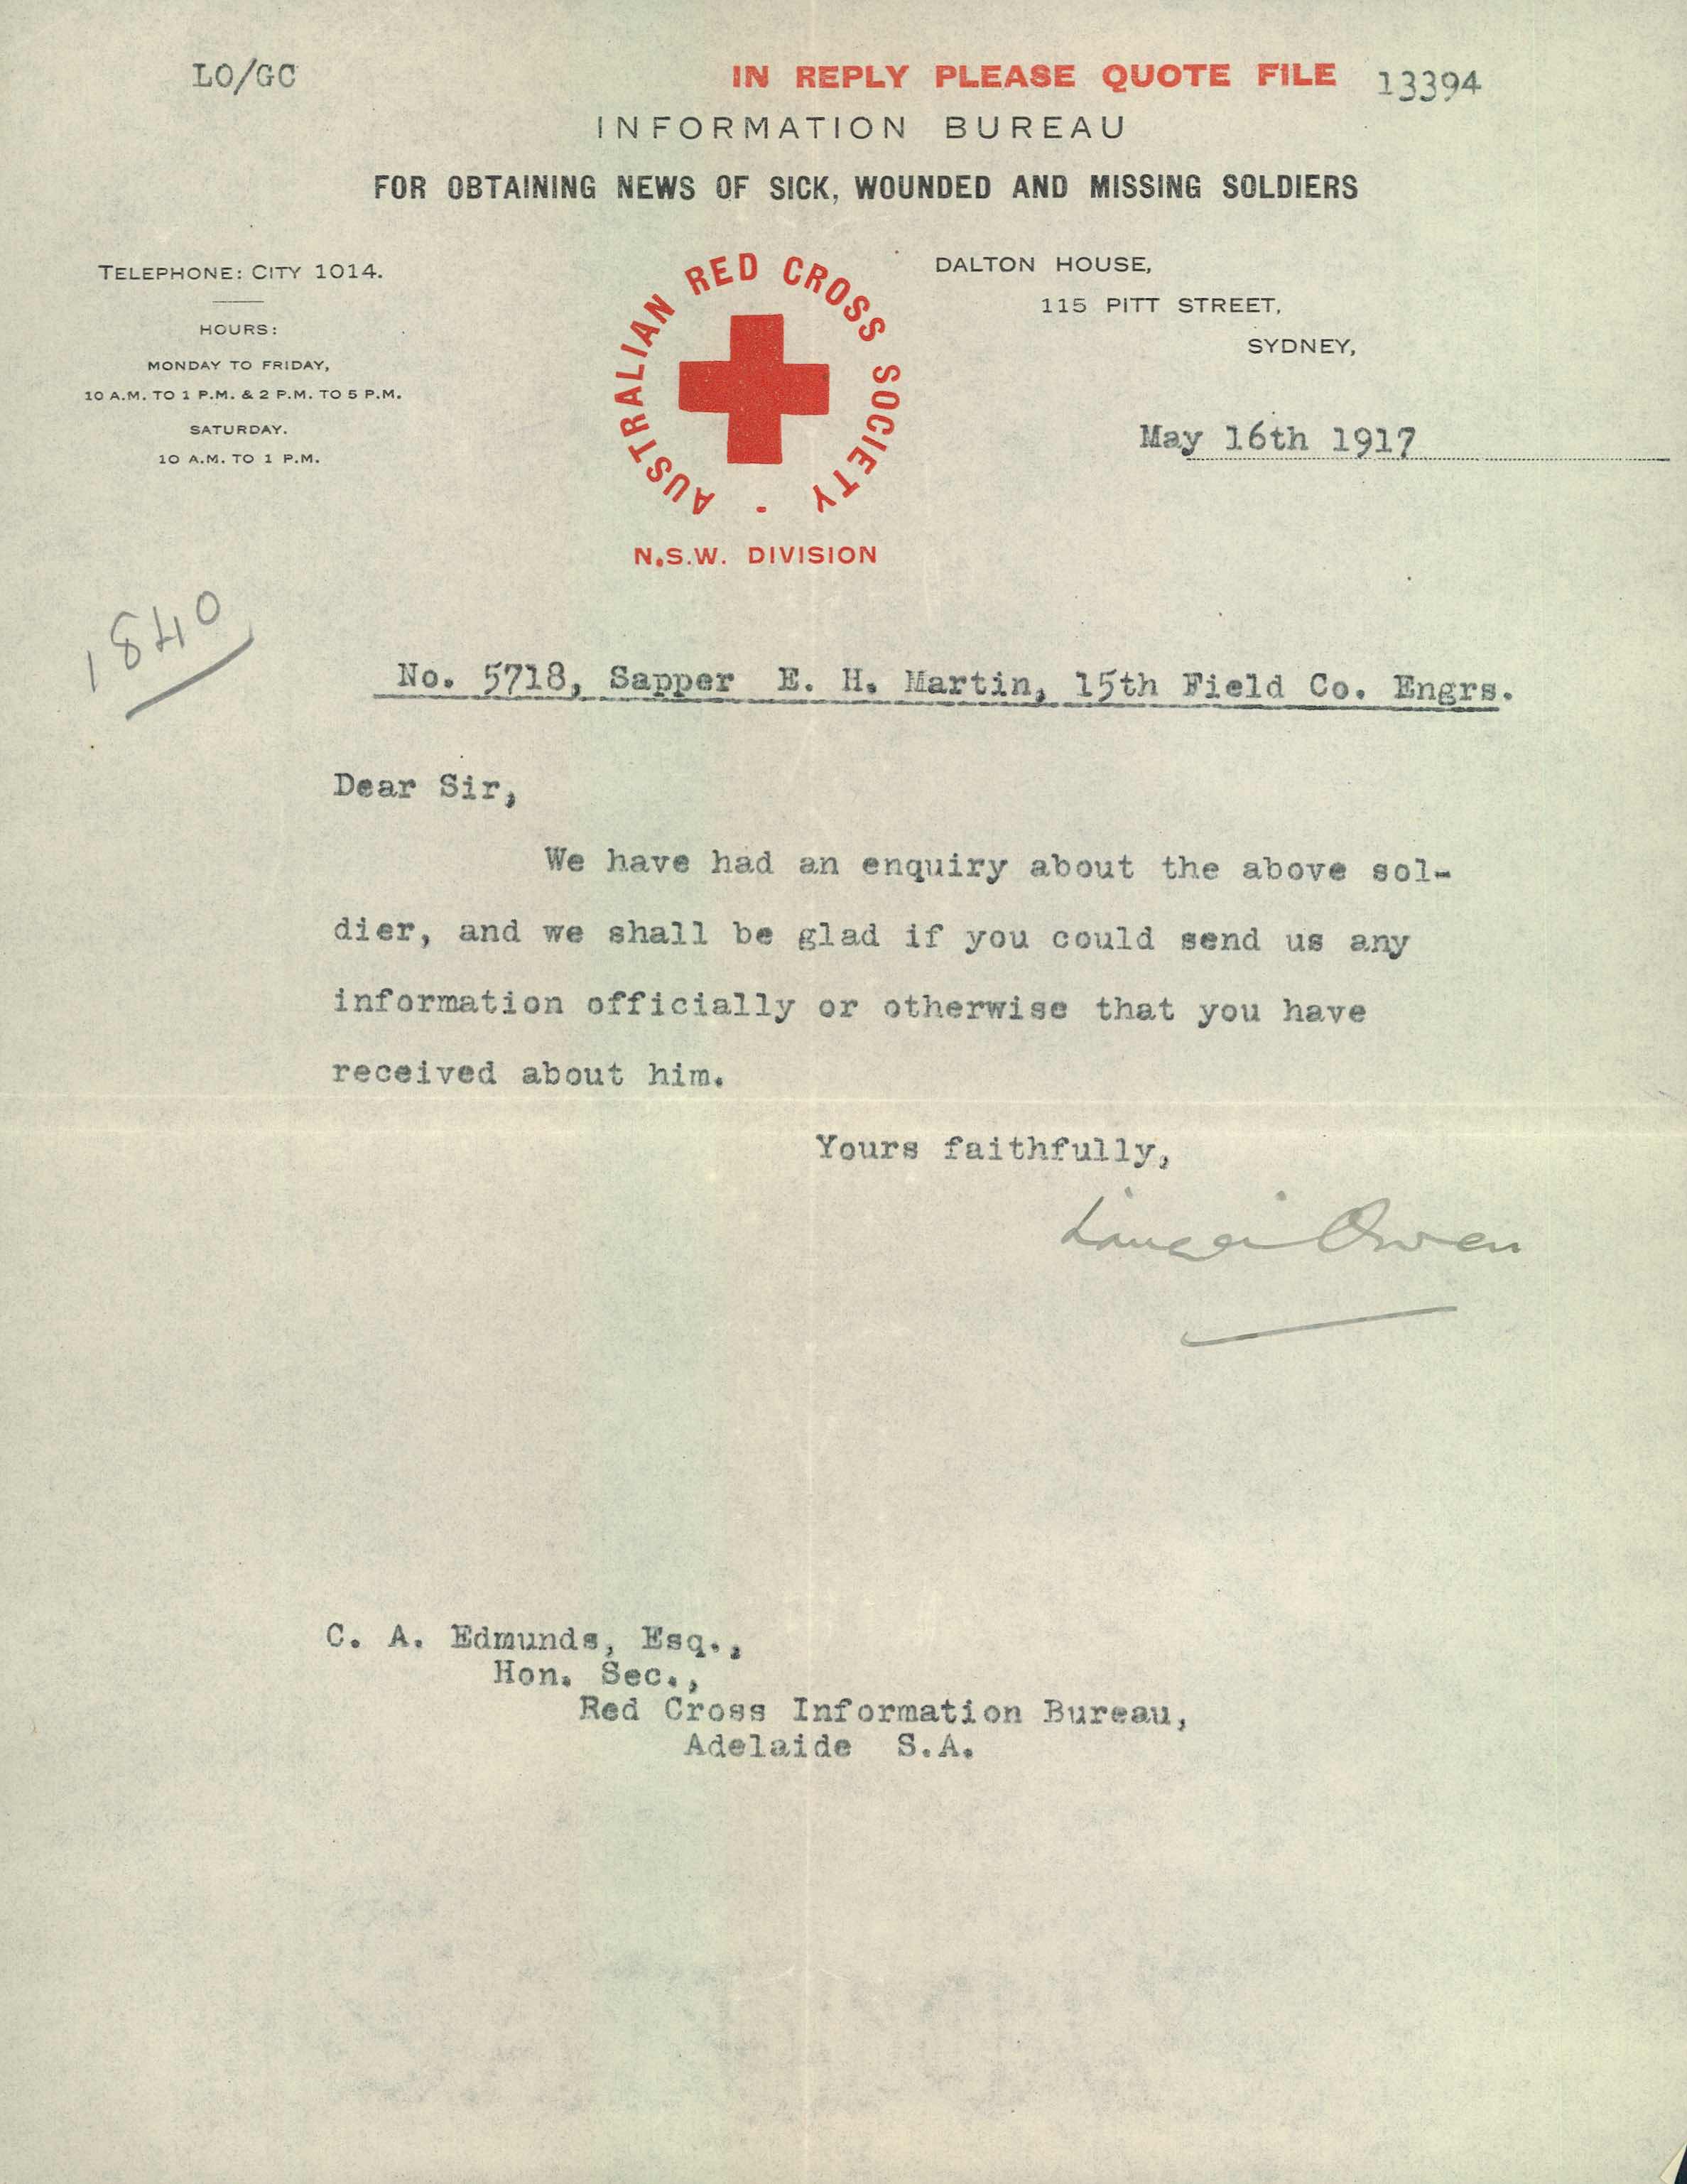 LO/GC
IN REPLY PLEASE QUOTE FILE 13394
INFORMATION BUREAU
FOR OBTAINING NEWS OF SICK, WOUNDED AND MISSING SOLDIERS
TELEPHONE: CITY 1014.
HOURS:
MONDAY TO FRIDAY,
10 A.M. TO 1 P.M. & 2 P.M. TO 5 P.M.
SATURDAY.
10 A.M. TO 1 P.M.
AUSTRALIAN RED CROSS SOCIETY
N.S.W. DIVISION
DALTON HOUSE,
115 PITT STREET,
SYDNEY,
May 16th 1917
1840
No. 5718, Sapper E. H. Martin, 15th Field Co. Engrs.
Dear Sir,
We have had an enquiry about the above sol-
dier, and we shall be glad if you could send us any
information officially or otherwise that you have
received about him.
Yours faithfully,
Owen
C. A. Edmunds, Esq.,
Hon. Sec.,
Red Cross Information Bureau,
Adelaide S.A.